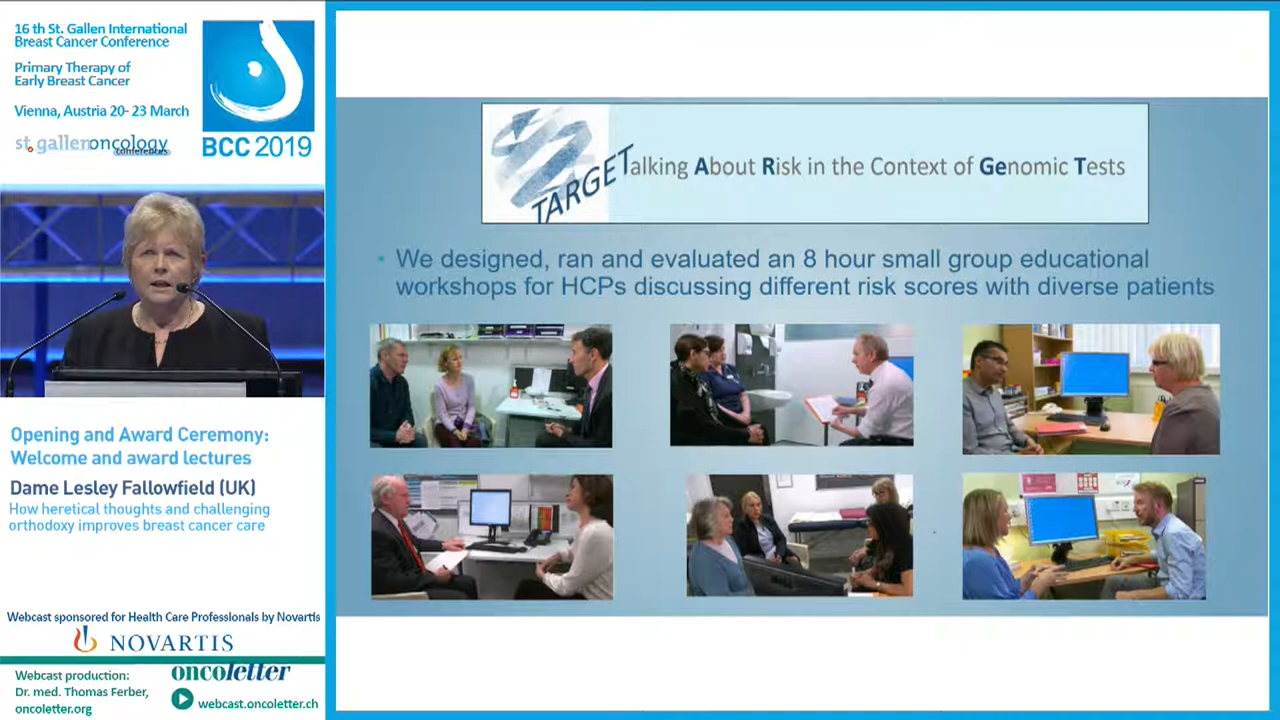 16 th St. Gallen International
Breast Cancer Conference
Primary Therapy of
Early Breast Cancer
Vienna, Austria 20- 23 March
st.gallenoncology
conferences
BCC 2019
Opening and Award Ceremony:
Welcome and award lectures
Dame Lesley Fallowfield (UK)
How heretical thoughts and challenging
orthodoxy improves breast cancer care
Webcast sponsored for Health Care Professionals by Novartis
NOVARTIS
Webcast production:
Dr. med. Thomas Ferber,
oncoletter.org
oncoletter
webcast.oncoletter.ch
TARGET
Talking About Risk in the Context of Genomic Tests
• We designed, ran and evaluated an 8 hour small group educational
workshops for HCPs discussing different risk scores with diverse patients